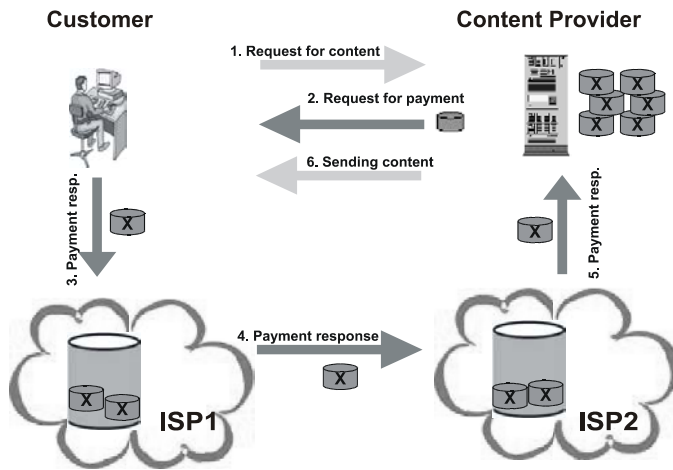 Customer
Content Provider
1. Request for content
2. Request for payment
6. Sending content
X X
X X
X X
3. Payment resp.
X
X
5. Payment resp.
4. Payment response
X
X X
ISP1
X X
ISP2